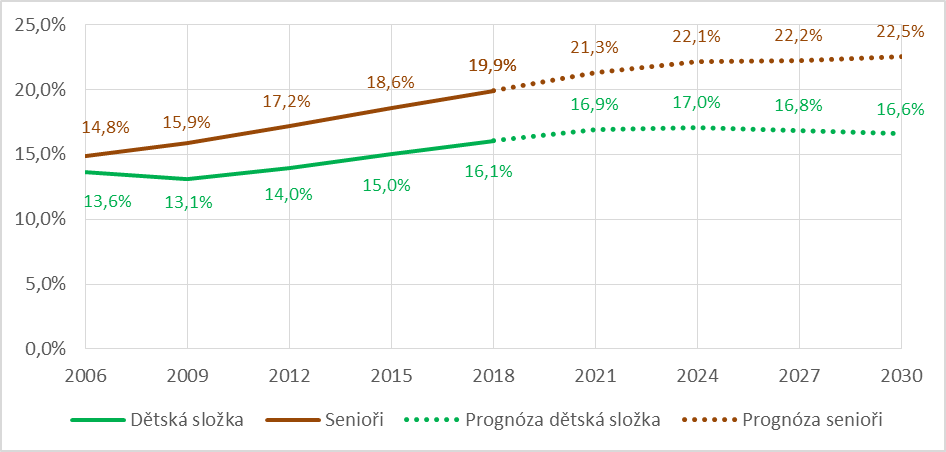 25,0%
20,0%
15,0%
10,0%
5,0%
0,0%
14,8% 15,9% 17,2% 18,6% 19,9% 21,3% 22,1% 22,2% 22,5%
13,6% 13,1% 14,0% 15,0% 16,1% 16,9% 17,0% 16,8% 16,6%
2006 2009 2012 2015 2018 2021 2024 2027 2030
Dětská složka Senioři Prognóza dětská složka Prognóza senioři